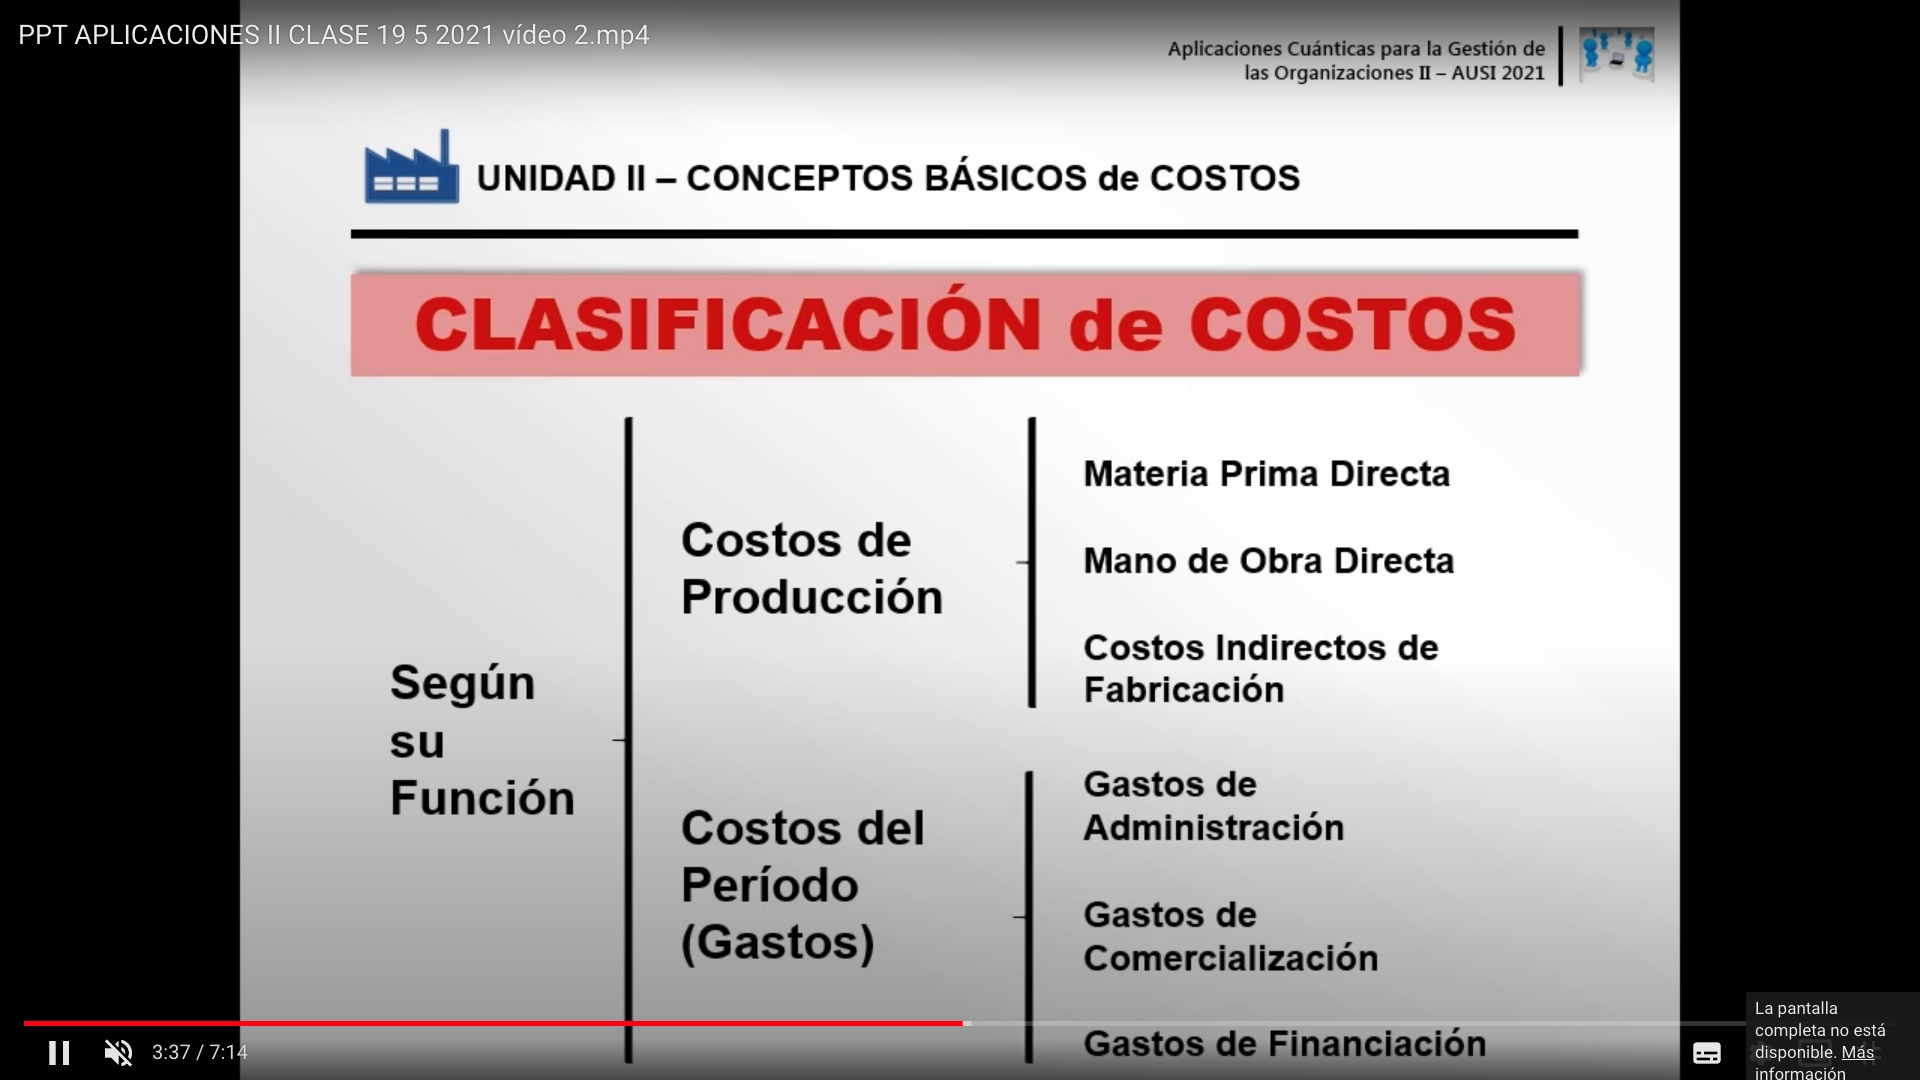 PPT APLICACIONES II CLASE 19 5 2021 vídeo 2.mp4
Aplicaciones Cuánticas para la Gestión de
las Organizaciones II – AUSI 2021
UNIDAD II – CONCEPTOS BÁSICOS de COSTOS
CLASIFICACIÓN de COSTOS
Según
su
Función
Costos de
Producción
Materia Prima Directa
Mano de Obra Directa
Costos Indirectos de
Fabricación
Costos del
Período
(Gastos)
Gastos de
Administración
Gastos de
Comercialización
Gastos de Financiación
3:37 / 7:14
La pantalla
completa no está
disponible. Más
información